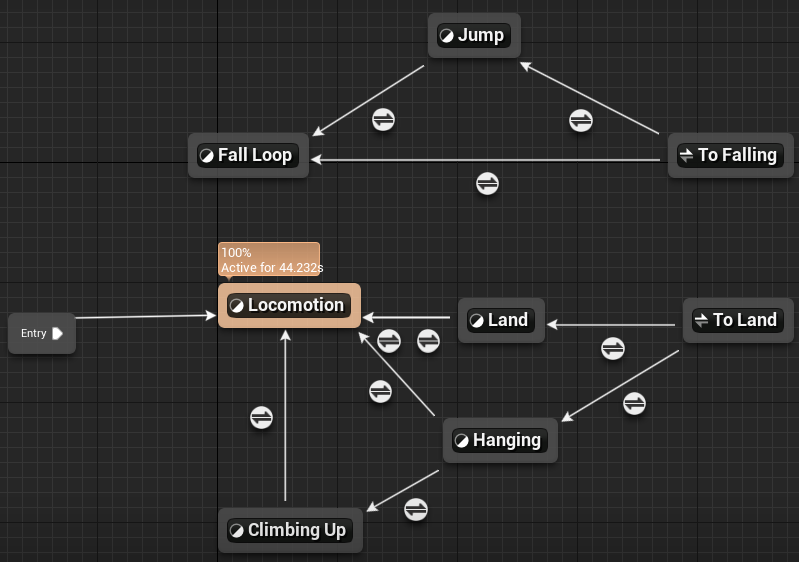 Jump
Fall Loop
To Falling
100%
Active for 44.232s
Locomotion
Entry
Land
To Land
Hanging
Climbing Up